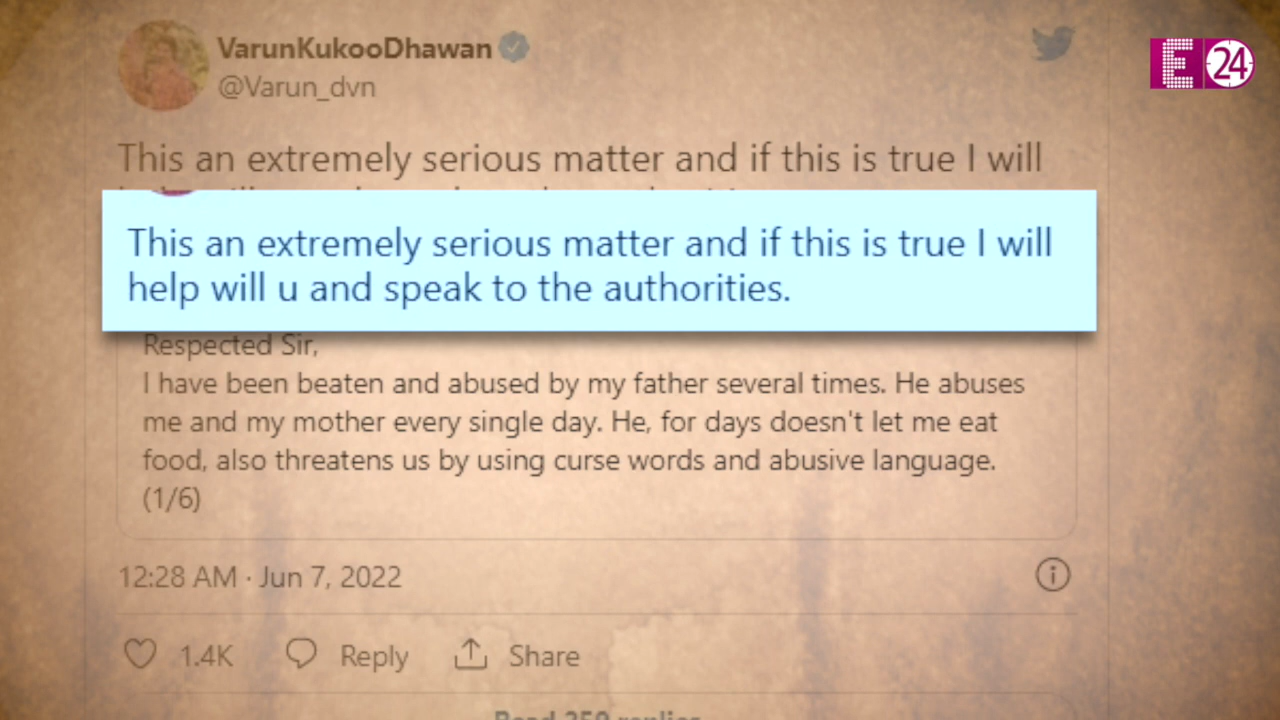 VarunKukooDhawan
@Varun_dvn
E 24
This an extremely serious matter and if this is true I will
This an extremely serious matter and if this is true I will
help will u and speak to the authorities.
Respected Sir,
I have been beaten and abused by my father several times. He abuses
me and my mother every single day. He, for days doesn't let me eat
food, also threatens us by using curse words and abusive language.
(1/6)
12:28 AM · Jun 7, 2022
1.4K Reply Share
Read 259 replies